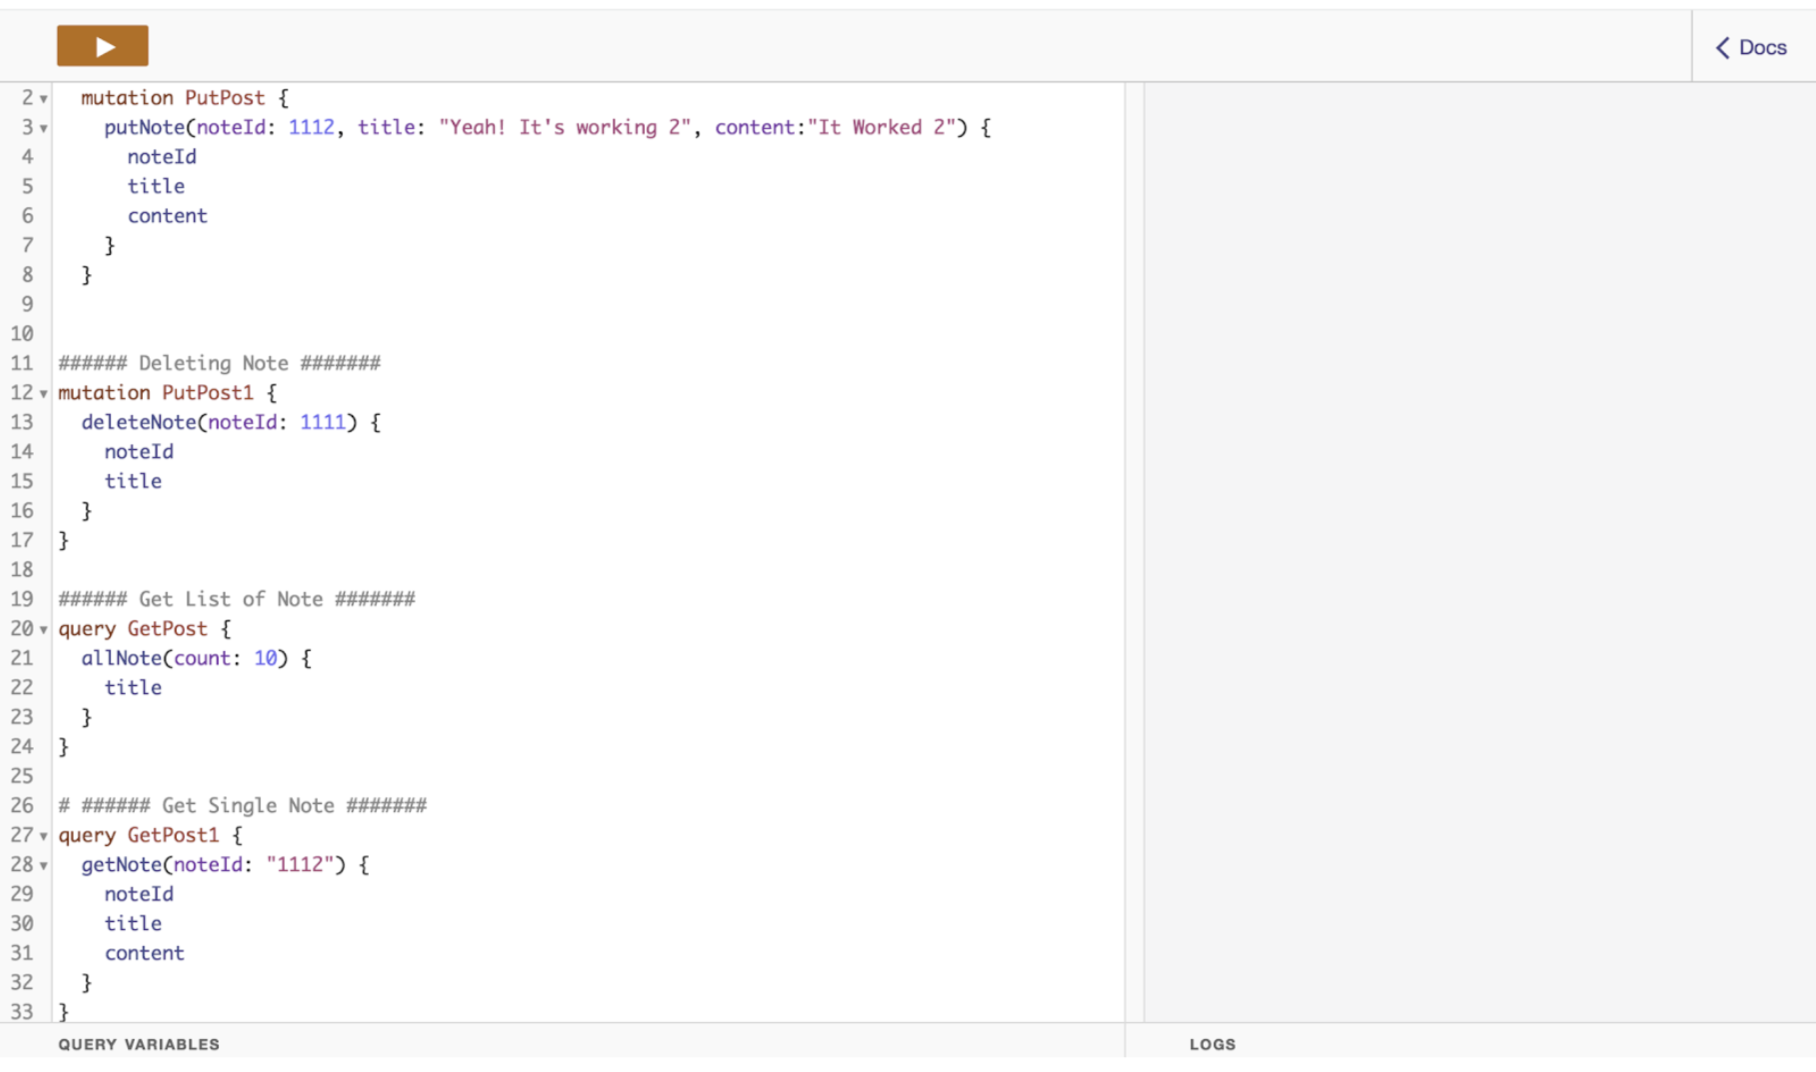 < Docs
2 mutation PutPost {
3 putNote(noteId: 1112, title: "Yeah! It's working 2", content:"It Worked 2") {
4 noteId
5 title
6 content
7 }
8 }
9
10
11 ###### Deleting Note #######
12 mutation PutPost1 {
13 deleteNote(noteId: 1111) {
14 noteId
15 title
16 }
17 }
18
19 ###### Get List of Note #######
20 query GetPost {
21 allNote(count: 10) {
22 title
23 }
24 }
25
26 # ###### Get Single Note #######
27 query GetPost1 {
28 getNote(noteId: "1112") {
29 noteId
30 title
31 content
32 }
33 }
QUERY VARIABLES
LOGS